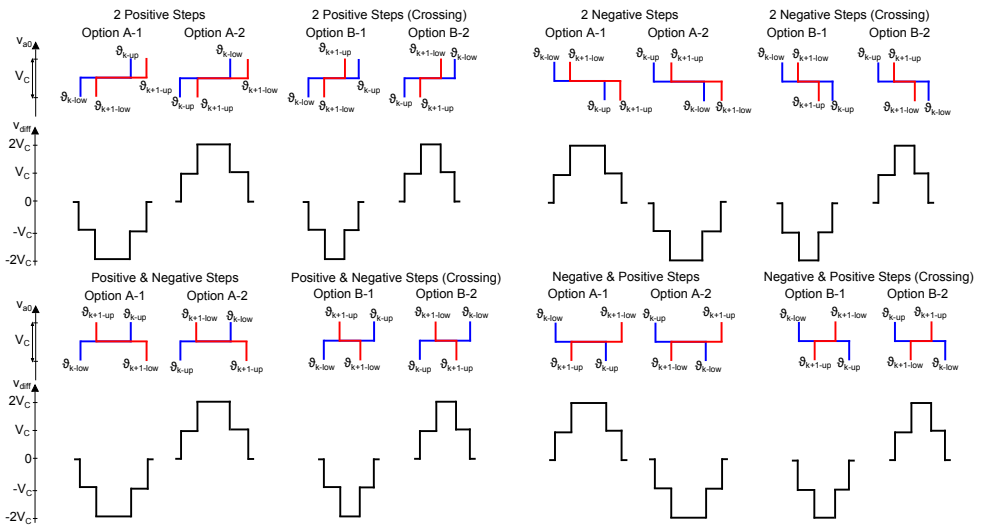 2 Positive Steps 2 Positive Steps (Crossing) 2 Negative Steps 2 Negative Steps (Crossing)
Option A-1 Option A-2 Option B-1 Option B-2 Option A-1 Option A-2 Option B-1 Option B-2
va0
ϑk-up ϑk-low ϑk+1-up ϑk+1-low ϑk-low ϑk+1-low ϑk-up ϑk+1-up ϑk-low ϑk+1-low ϑk-up ϑk+1-up
VC
ϑk-low ϑk+1-low ϑk+1-up ϑk-up ϑk+1-up ϑk+1-low ϑk-low ϑk+1-low ϑk-up ϑk-up ϑk+1-up ϑk-low ϑk-up ϑk+1-up ϑk-low ϑk+1-low ϑk+1-up ϑk-up ϑk+1-low ϑk-low
vdiff
2VC
VC
0
-VC
-2VC
Positive & Negative Steps Positive & Negative Steps (Crossing) Negative & Positive Steps Negative & Positive Steps (Crossing)
Option A-1 Option A-2 Option B-1 Option B-2 Option A-1 Option A-2 Option B-1 Option B-2
va0
ϑk+1-up ϑk-up ϑk+1-low ϑk-low ϑk+1-up ϑk-up ϑk+1-low ϑk-low ϑk-low ϑk+1-low ϑk-up ϑk+1-up ϑk-low ϑk+1-low ϑk-up ϑk+1-up
VC
ϑk-low ϑk+1-low ϑk-up ϑk+1-up ϑk-low ϑk+1-low ϑk-up ϑk+1-up ϑk+1-up ϑk-up ϑk+1-low ϑk-low ϑk+1-up ϑk-up ϑk+1-low ϑk-low
vdiff
2VC
VC
0
-VC
-2VC